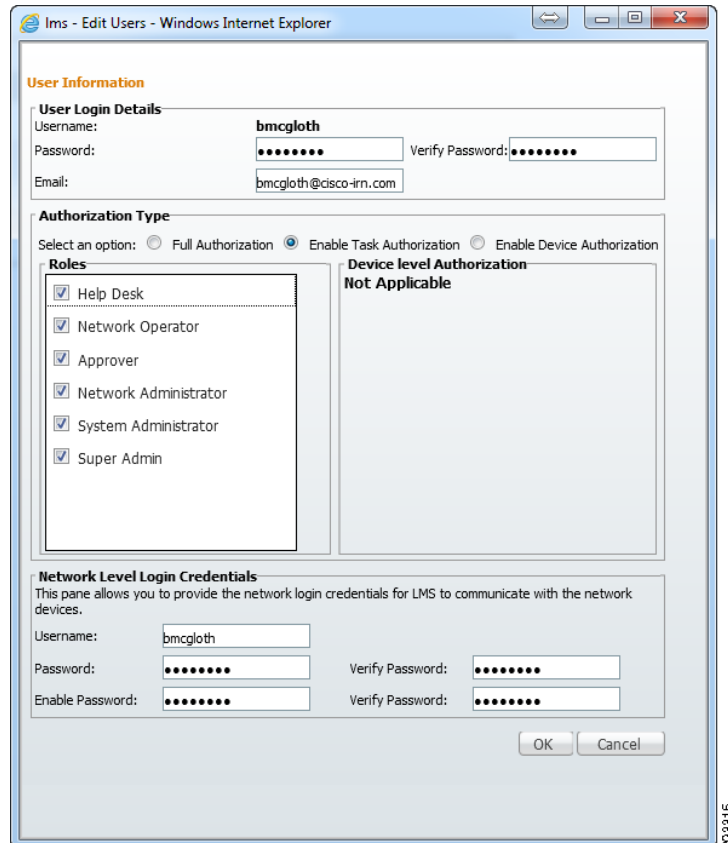 lms - Edit Users - Windows Internet Explorer
User Information
User Login Details
Username: bmcgloth
Password: •••••••• Verify Password: ••••••••
Email: bmcgloth@cisco-irn.com
Authorization Type
Select an option: Full Authorization Enable Task Authorization Enable Device Authorization
Roles
Help Desk
Network Operator
Approver
Network Administrator
System Administrator
Super Admin
Device level Authorization
Not Applicable
Network Level Login Credentials
This pane allows you to provide the network login credentials for LMS to communicate with the network
devices.
Username: bmcgloth
Password: •••••••• Verify Password: ••••••••
Enable Password: •••••••• Verify Password: ••••••••
OK Cancel